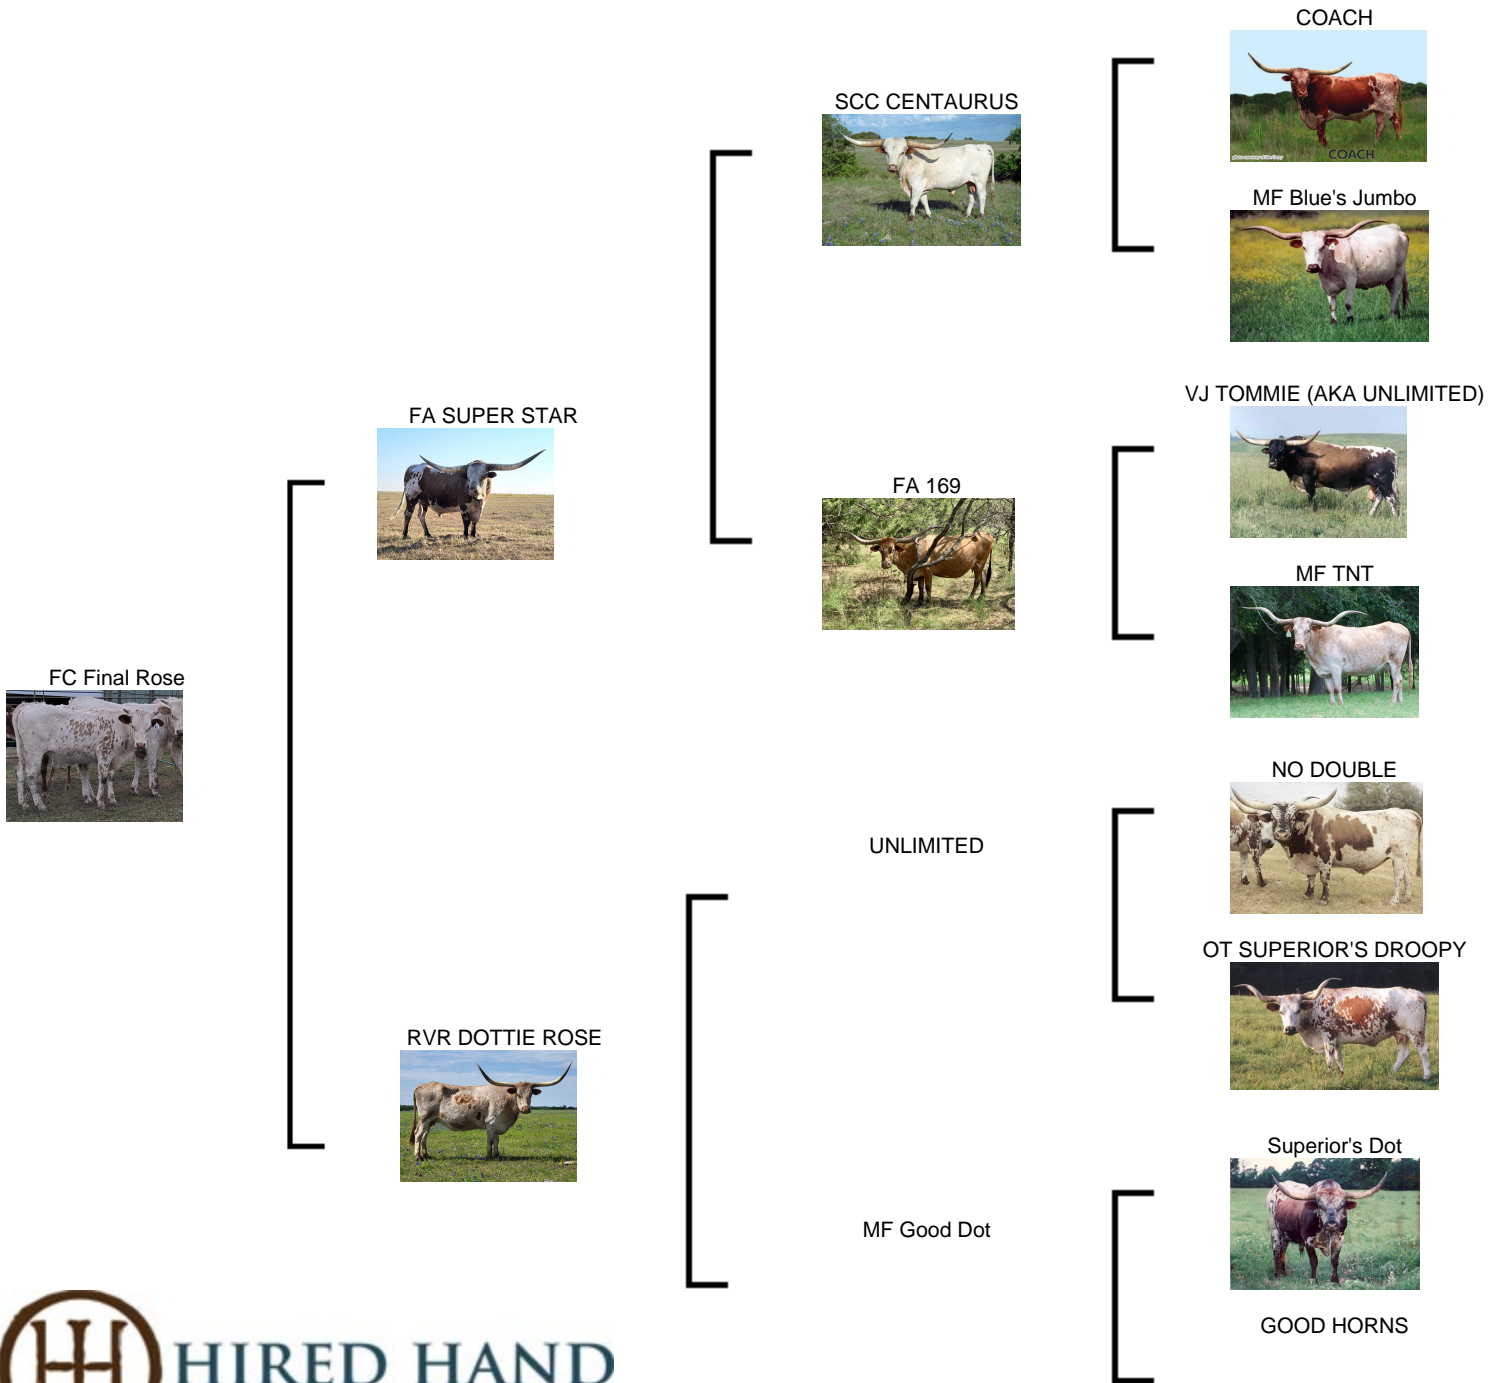 COACH
SCC CENTAURUS
COACH
MF Blue's Jumbo
VJ TOMMIE (AKA UNLIMITED)
FA SUPER STAR
FA 169
MF TNT
FC Final Rose
NO DOUBLE
UNLIMITED
OT SUPERIOR'S DROOPY
RVR DOTTIE ROSE
Superior's Dot
MF Good Dot
GOOD HORNS
HIRED HAND